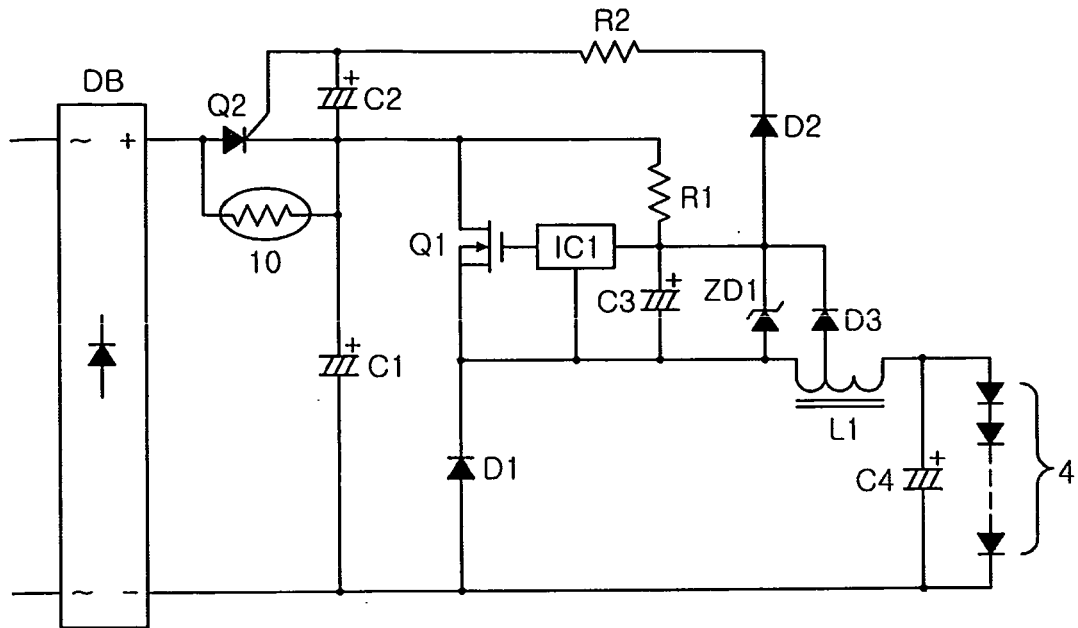 R2
DB
Q2
+
C2
D2
~
+
R1
10
Q1
IC1
+
C3
ZD1
D3
+
C1
L1
D1
C4
+
4
~
-